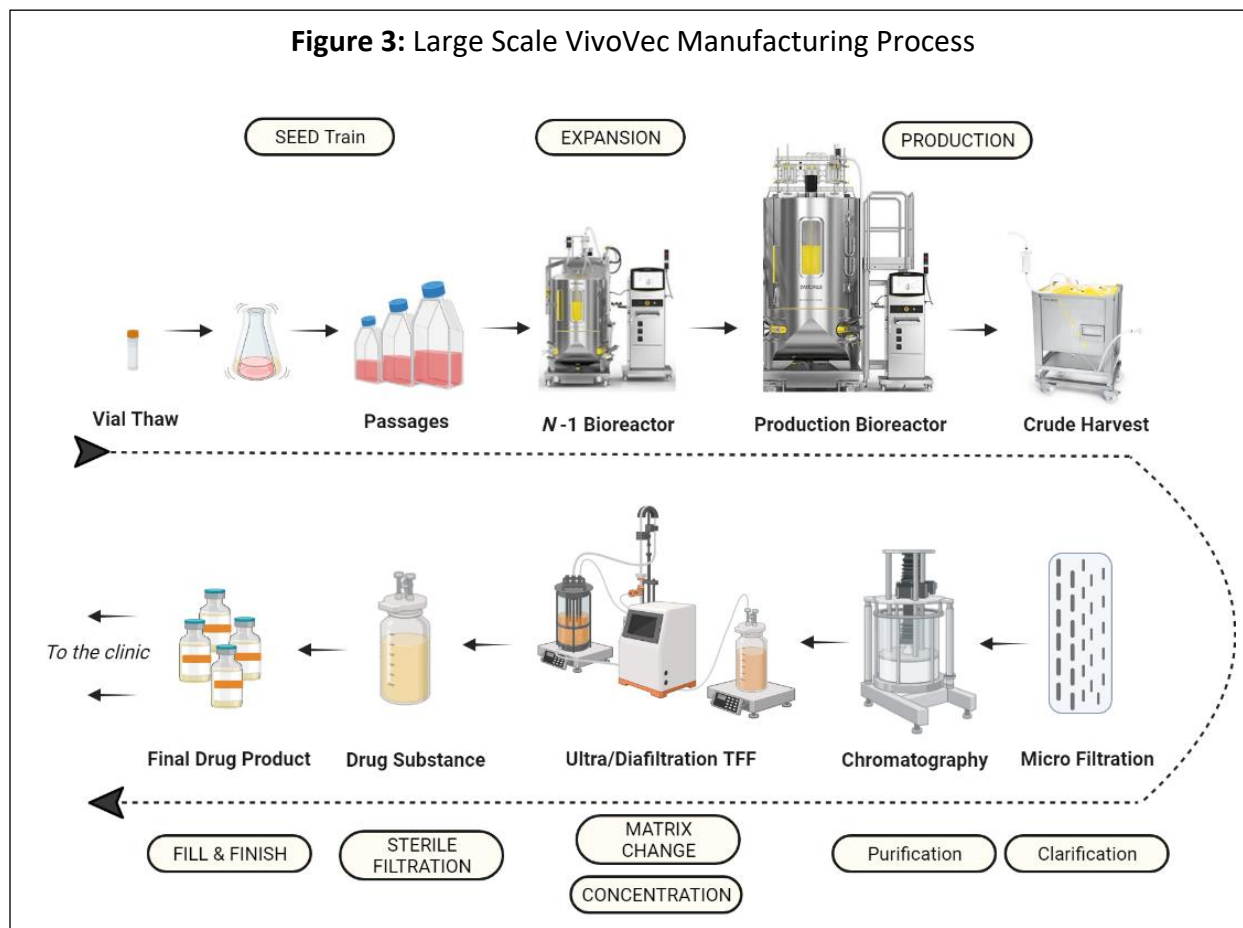 Figure 3: Large Scale VivoVec Manufacturing Process
SEED Train
EXPANSION
PRODUCTION
Vial Thaw
Passages
N-1 Bioreactor
Production Bioreactor
Crude Harvest
To the clinic
Final Drug Product
Drug Substance
Ultra/Diafiltration TFF
Chromatography
Micro Filtration
FILL & FINISH
STERILE
FILTRATION
MATRIX
CHANGE
CONCENTRATION
Purification
Clarification